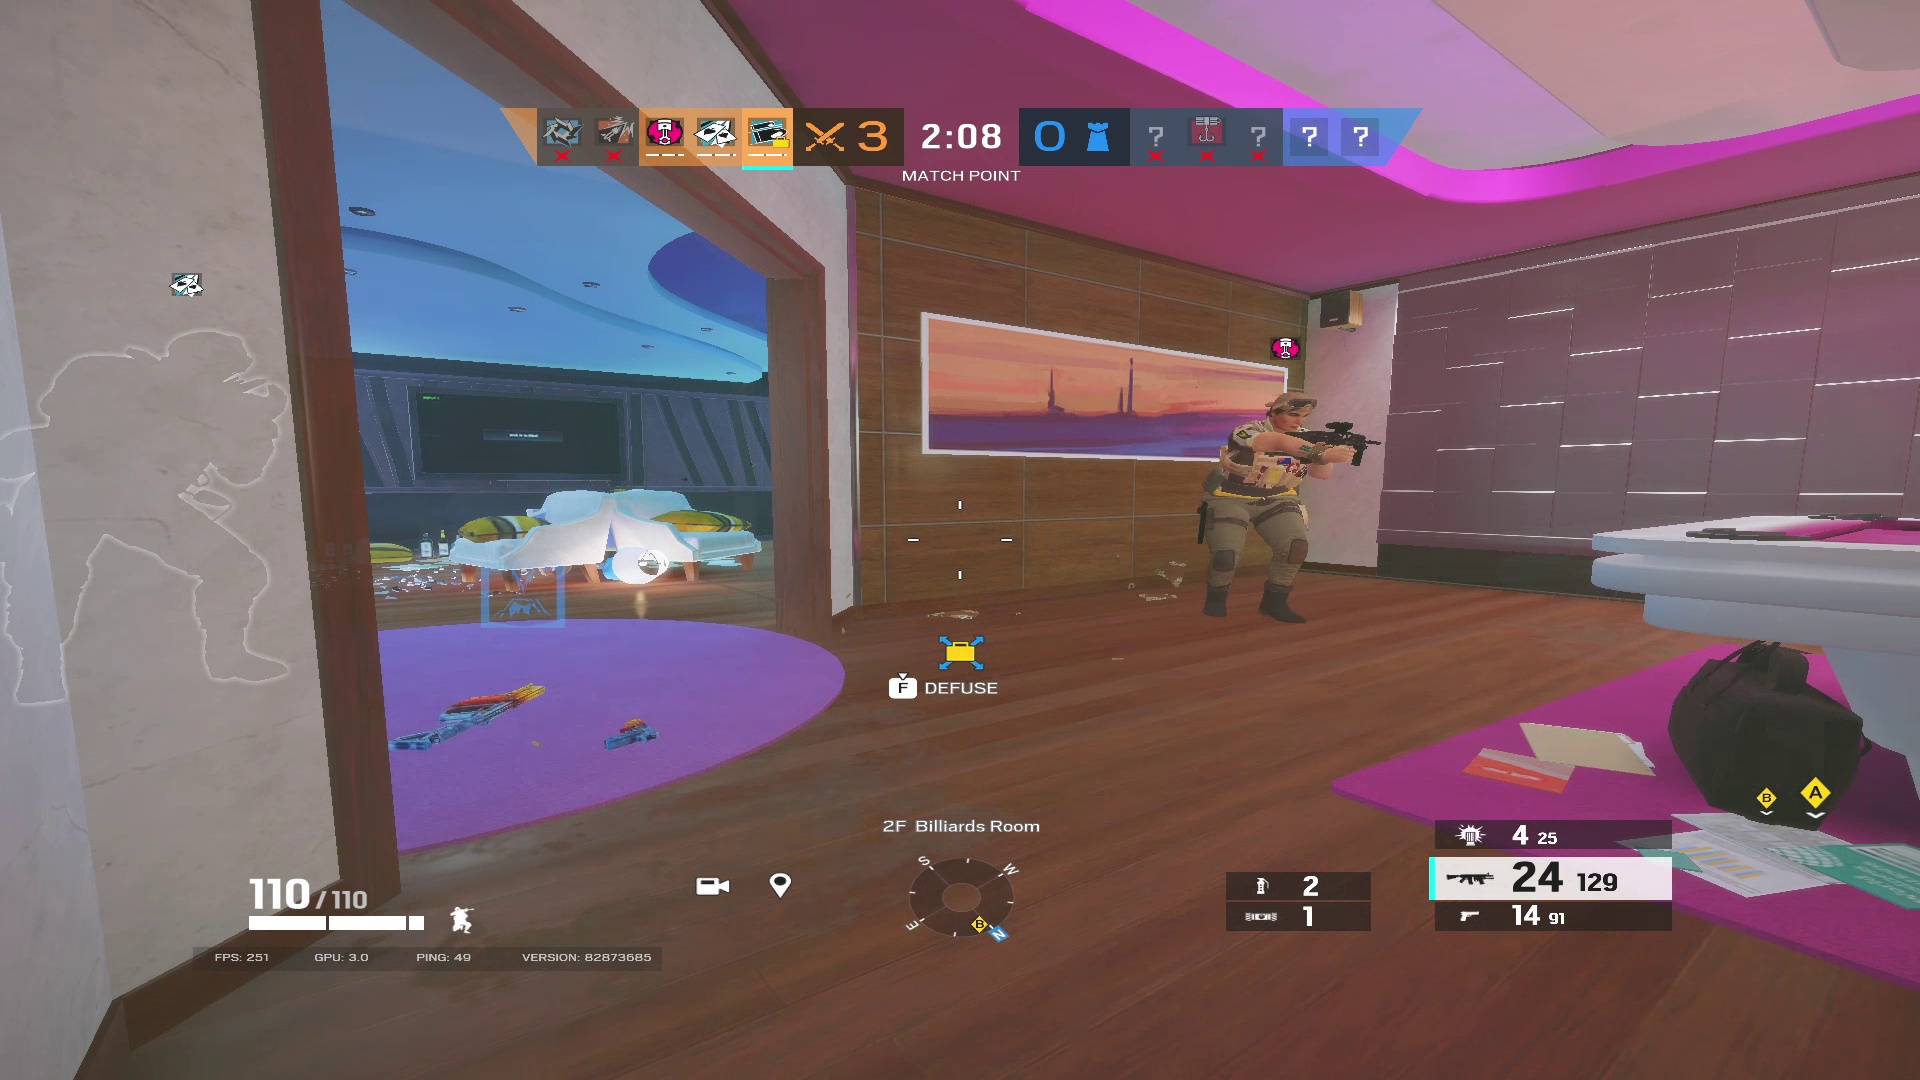 3 2:08 0 ? ? ? ?
MATCH POINT
F DEFUSE
2F Billiards Room
S W E N B
B A
110 / 110
4 25
24 129
14 91
2
1
FPS: 251 GPU: 3.0 PING: 49 VERSION: 82873685